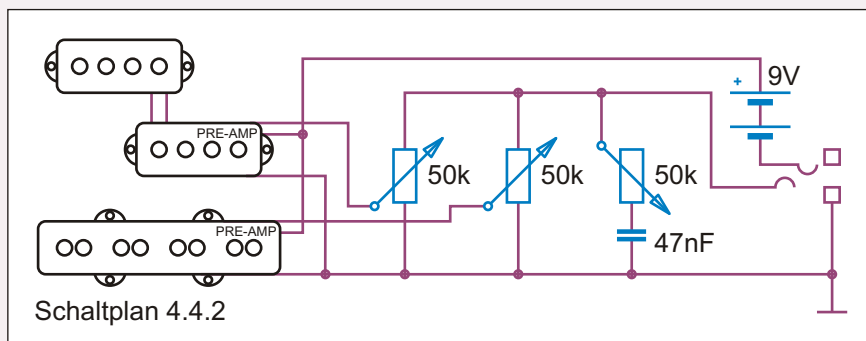 9V
+
PRE-AMP
50k
50k
50k
PRE-AMP
47nF
Schaltplan 4.4.2